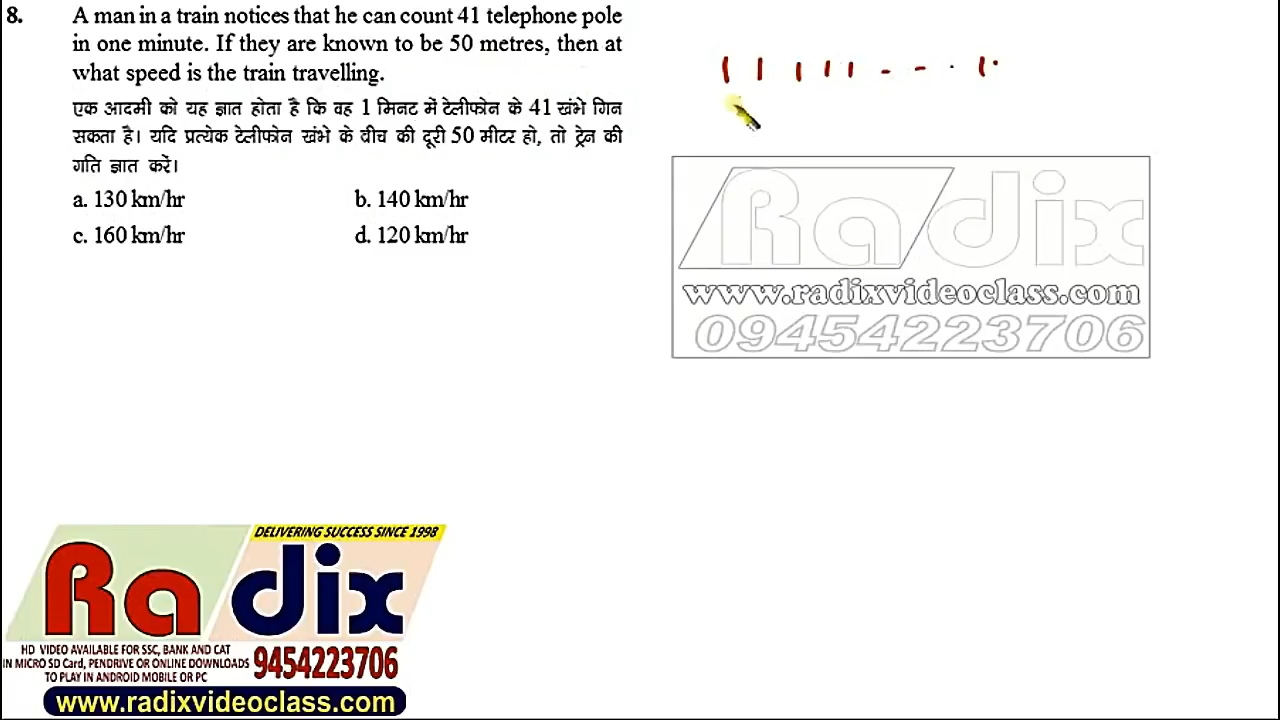 8. A man in a train notices that he can count 41 telephone pole
in one minute. If they are known to be 50 metres, then at
what speed is the train travelling.
एक आदमी को यह ज्ञात होता है कि वह 1 मिनट में टेलीफोन के 41 खंभे गिन
सकता है। यदि प्रत्येक टेलीफोन खंभे के बीच की दूरी 50 मीटर हो, तो ट्रेन की
गति ज्ञात करें।
a. 130 km/hr b. 140 km/hr
c. 160 km/hr d. 120 km/hr
Radix
www.radixvideoclass.com
09454223706
DELIVERING SUCCESS SINCE 1998
Radix
HD VIDEO AVAILABLE FOR SSC, BANK AND CAT
IN MICRO SD Card, PENDRIVE OR ONLINE DOWNLOADS
TO PLAY IN ANDROID MOBILE OR PC
9454223706
www.radixvideoclass.com